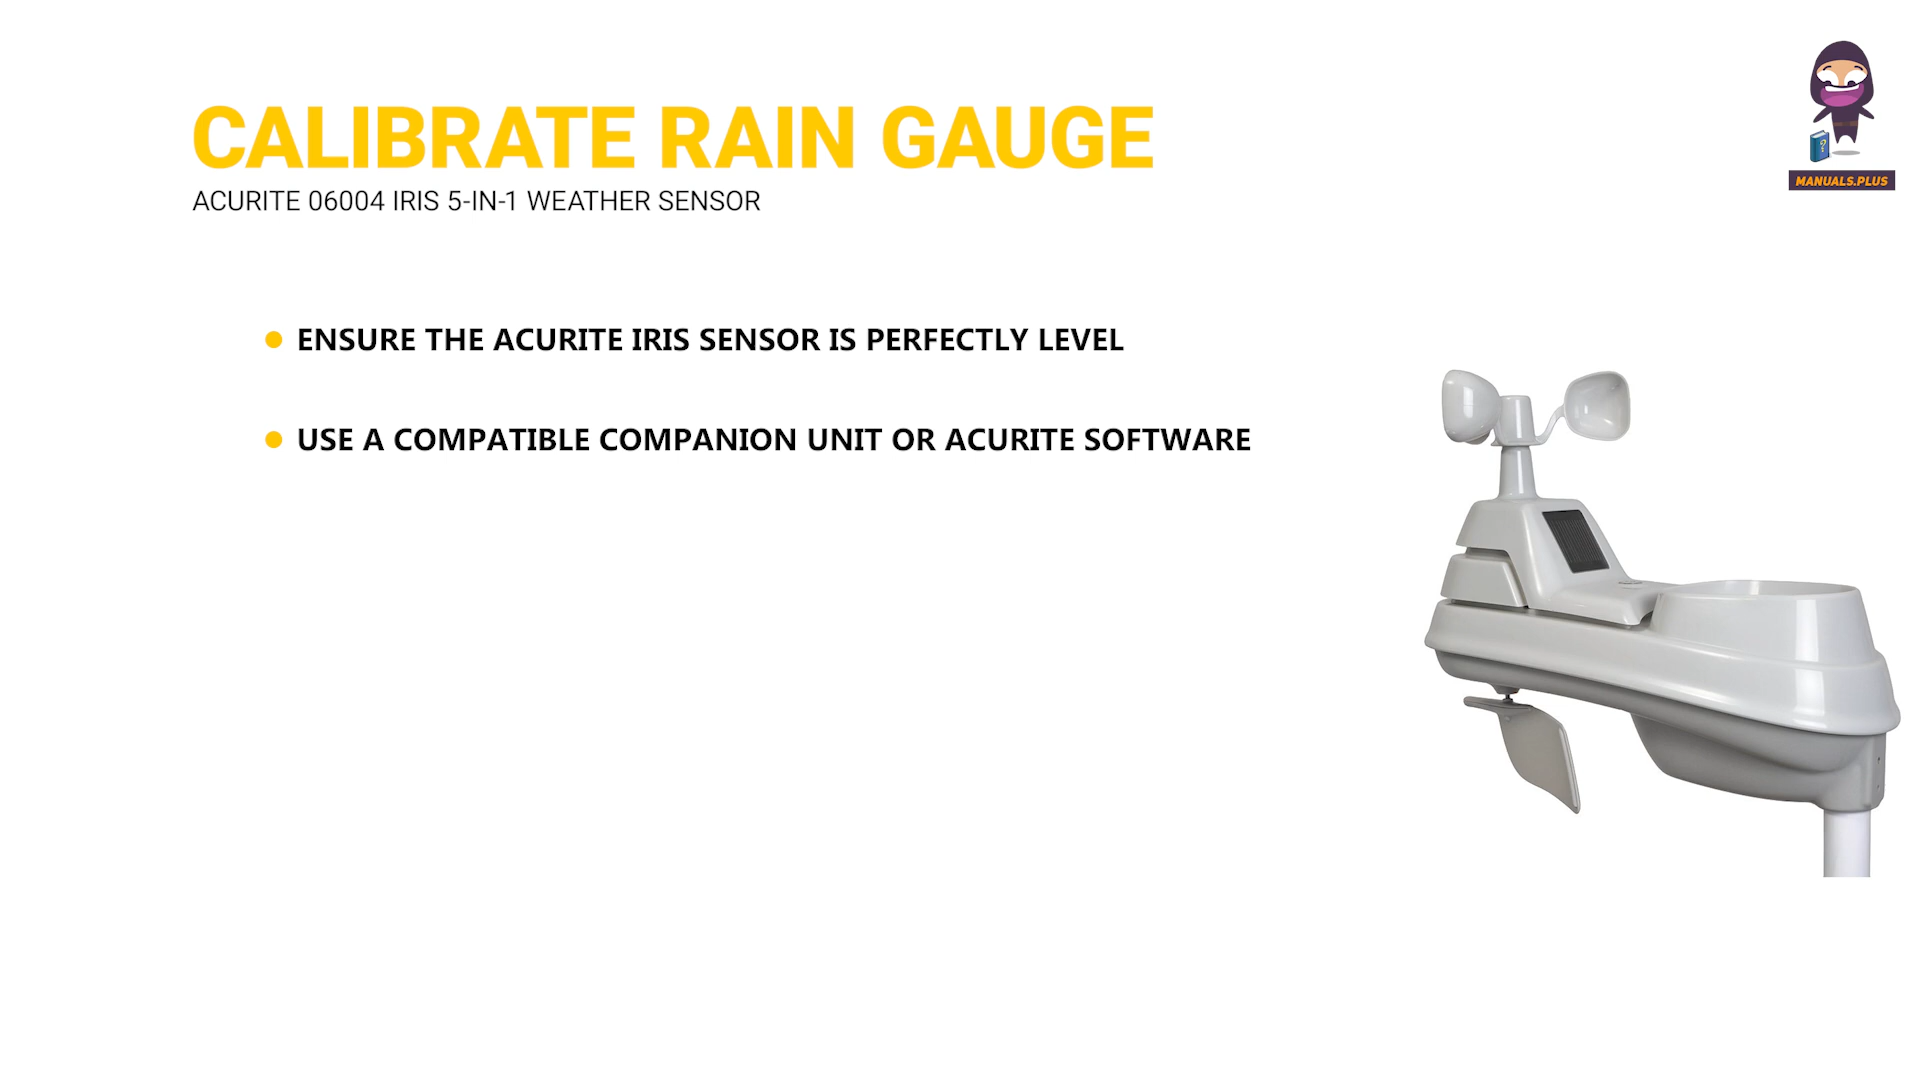 CALIBRATE RAIN GAUGE
ACURITE 06004 IRIS 5-IN-1 WEATHER SENSOR
MANUALS.PLUS
ENSURE THE ACURITE IRIS SENSOR IS PERFECTLY LEVEL
USE A COMPATIBLE COMPANION UNIT OR ACURITE SOFTWARE